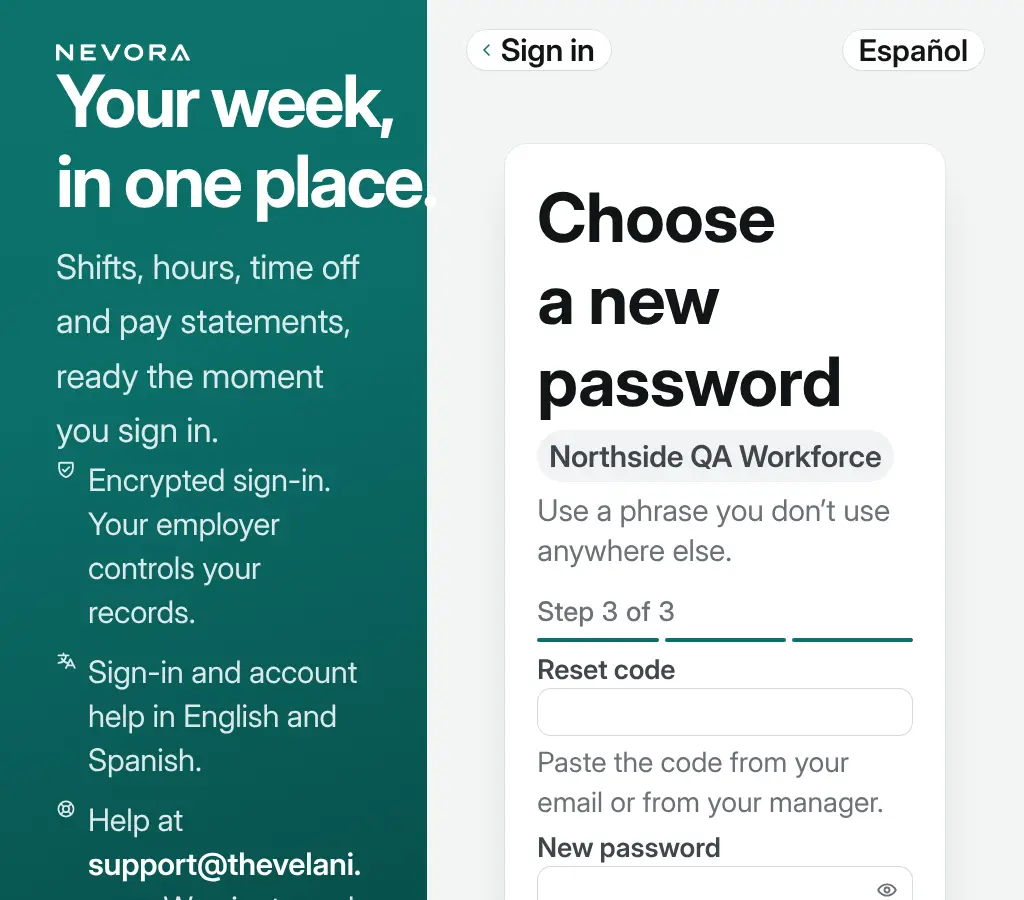 NEVORA
Your week,
in one place.
Shifts, hours, time off
and pay statements,
ready the moment
you sign in.
Encrypted sign-in.
Your employer
controls your
records.
Sign-in and account
help in English and
Spanish.
Help at
support@thevelani.
Sign in
Español
Choose
a new
password
Northside QA Workforce
Use a phrase you don’t use
anywhere else.
Step 3 of 3
Reset code
Paste the code from your
email or from your manager.
New password